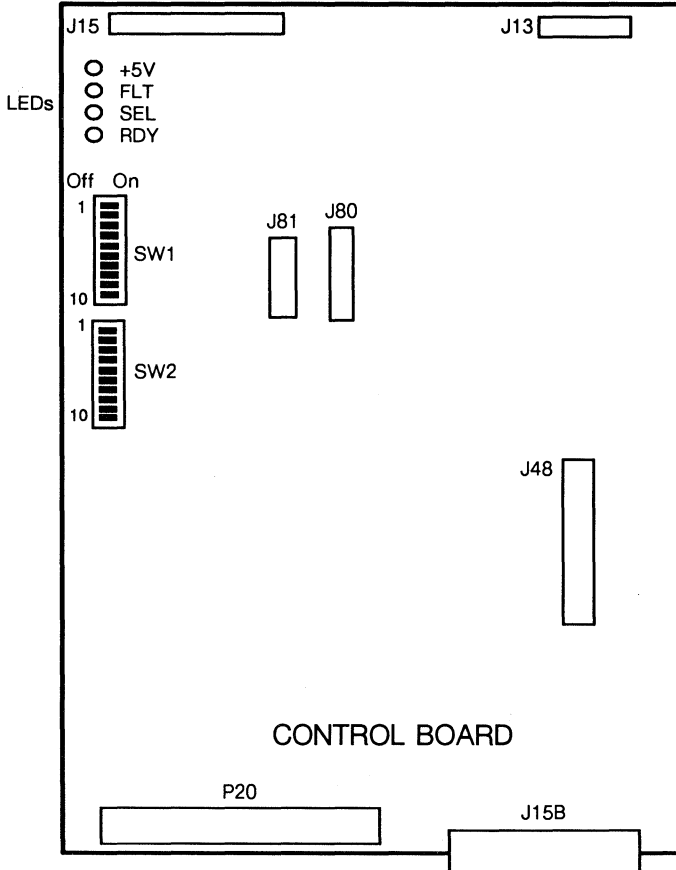 J15
J13
+5V
LEDs
FLT
SEL
RDY
Off On
1
SW1
10
1
SW2
10
J81
J80
J48
CONTROL BOARD
P20
J15B